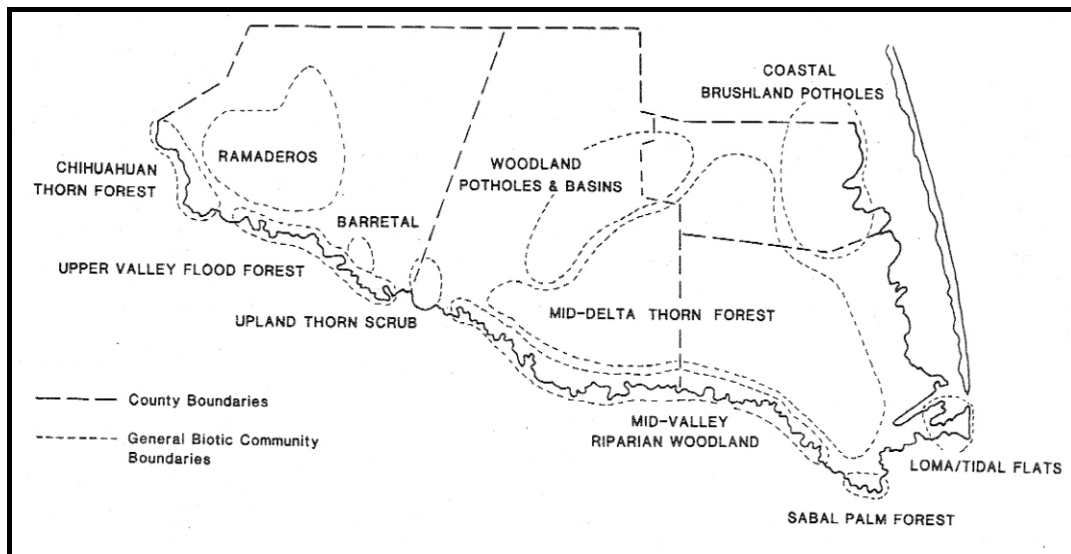 COASTAL
BRUSHLAND POTHOLES
CHIHUAHUAN
THORN FOREST
RAMADEROS
WOODLAND
POTHOLES & BASINS
BARRETAL
UPPER VALLEY FLOOD FOREST
UPLAND THORN SCRUB
MID-DELTA THORN FOREST
County Boundaries
General Biotic Community
Boundaries
MID-VALLEY
RIPARIAN WOODLAND
LOMA/TIDAL FLATS
SABAL PALM FOREST